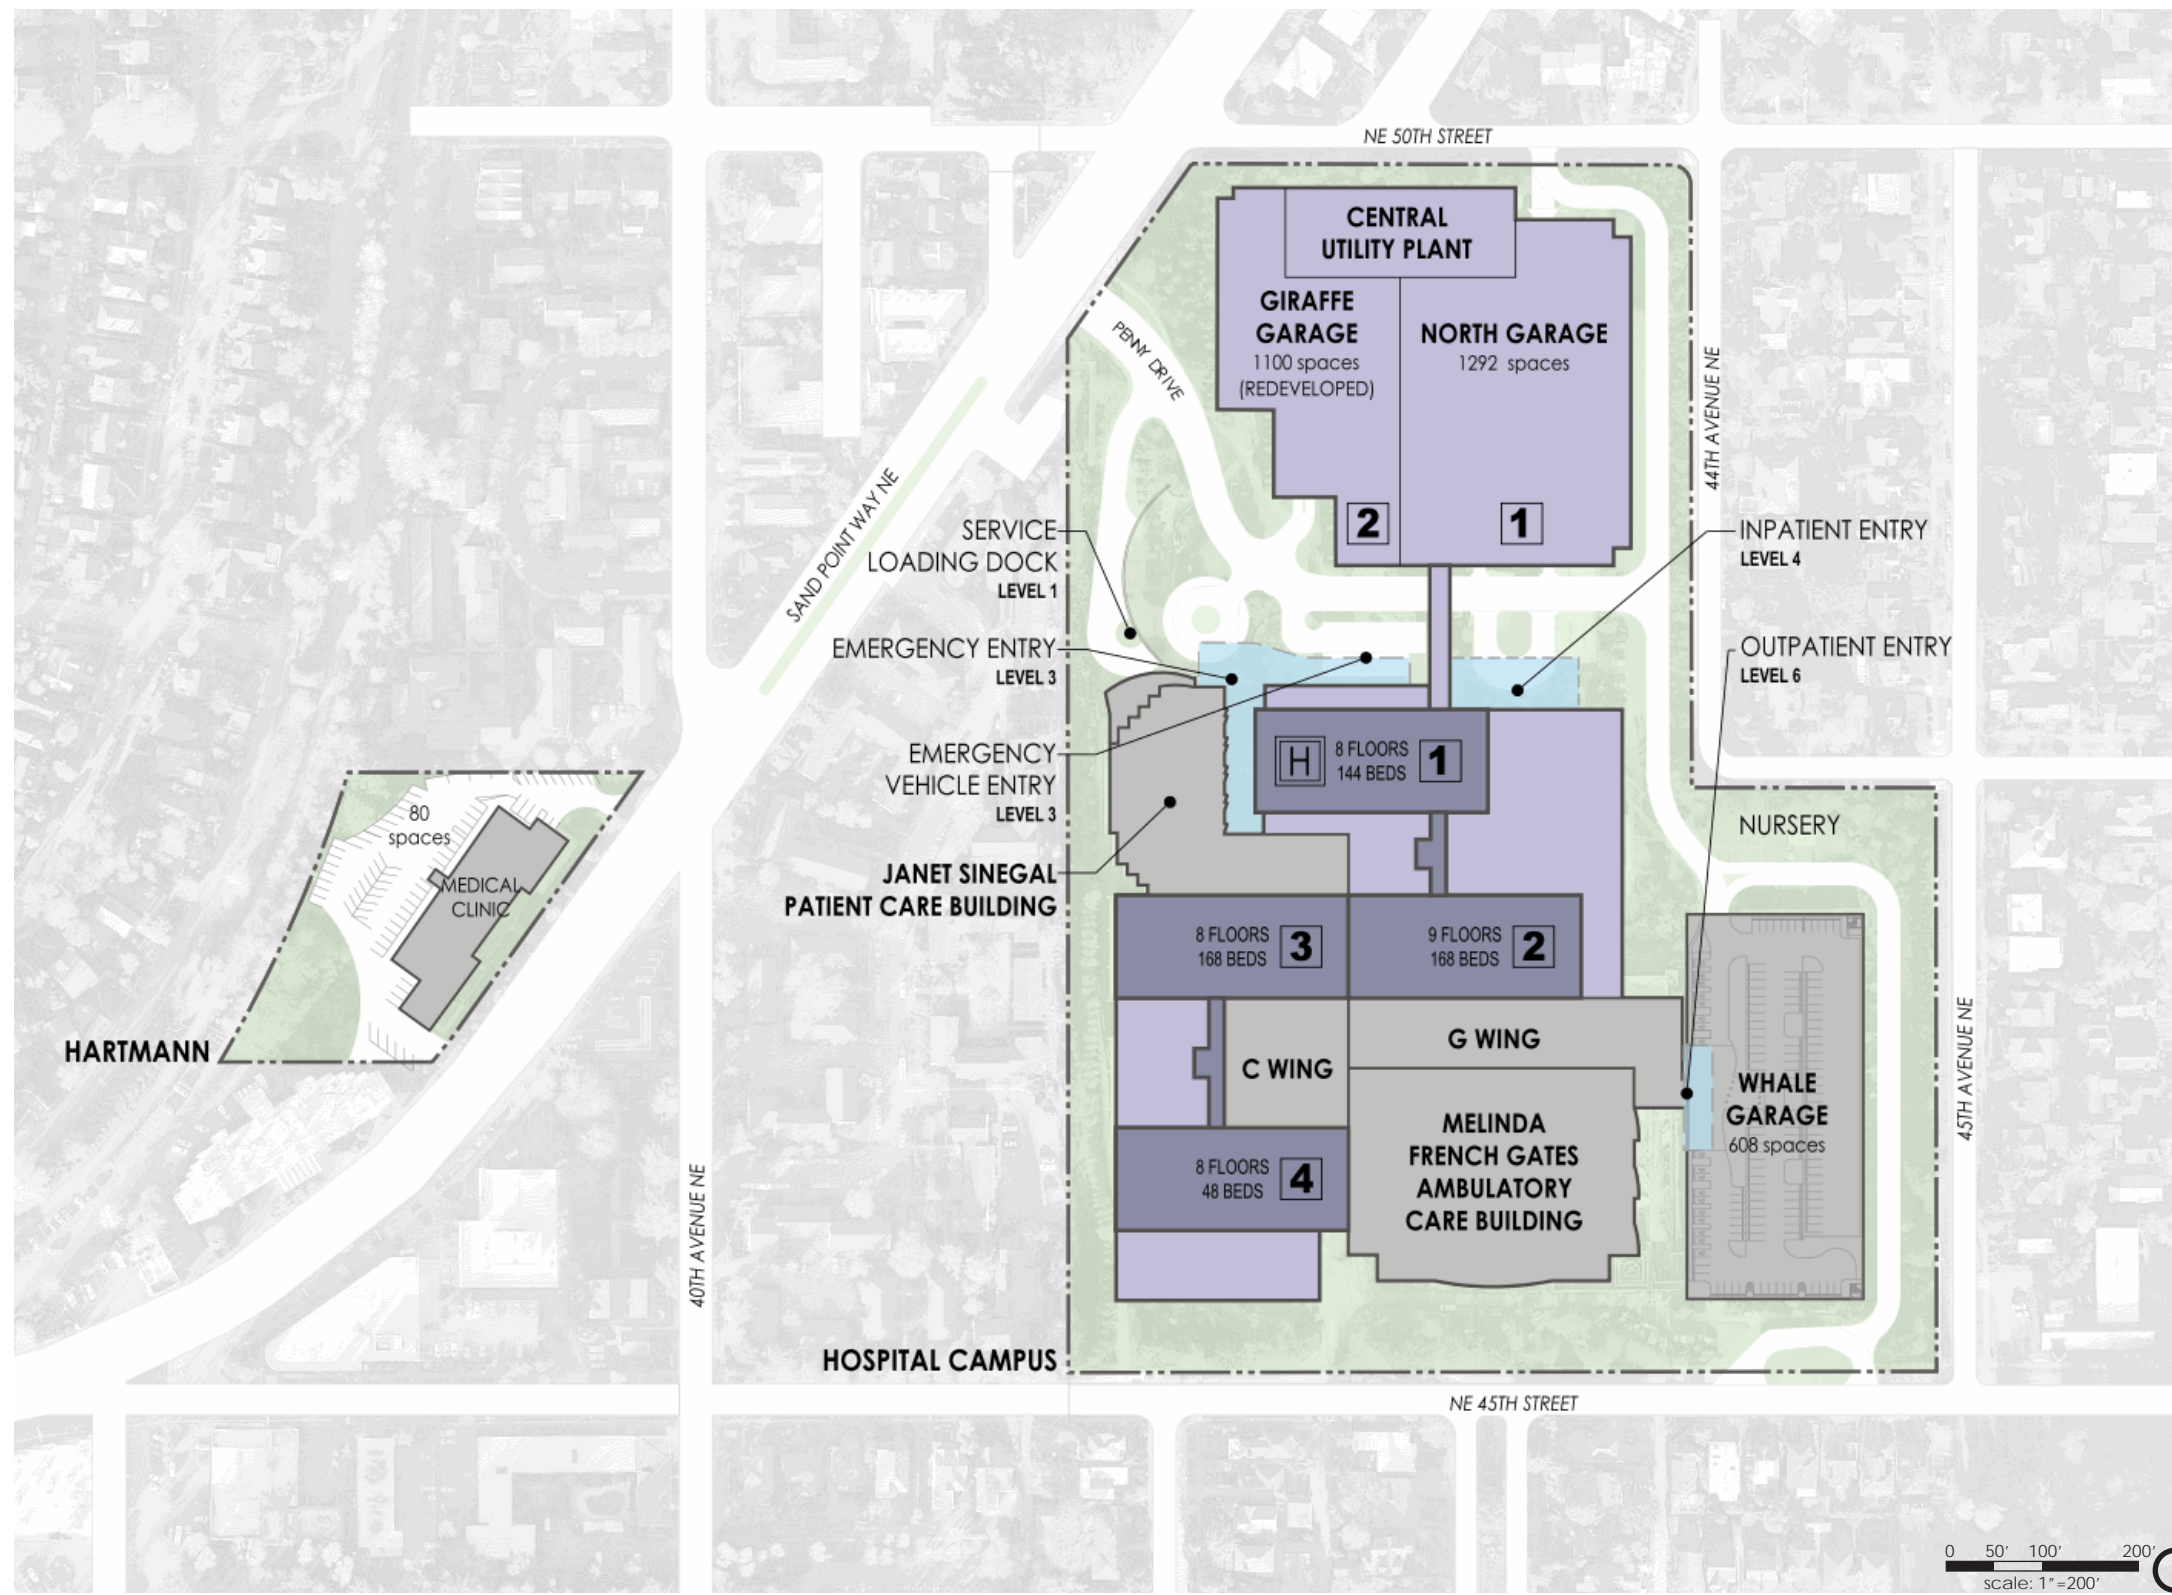 NE 50TH STREET
CENTRAL
UTILITY PLANT
GIRAFFE
GARAGE
1100 spaces
(REDEVELOPED)
NORTH GARAGE
1292 spaces
PENNY DRIVE
44TH AVENUE NE
SAND POINT WAY NE
2
1
SERVICE
LOADING DOCK
LEVEL 1
INPATIENT ENTRY
LEVEL 4
EMERGENCY ENTRY
LEVEL 3
OUTPATIENT ENTRY
LEVEL 6
EMERGENCY
VEHICLE ENTRY
LEVEL 3
H
8 FLOORS
144 BEDS
1
80
spaces
MEDICAL
CLINIC
NURSERY
JANET SINEGAL
PATIENT CARE BUILDING
8 FLOORS
168 BEDS
3
9 FLOORS
168 BEDS
2
HARTMANN
C WING
G WING
WHALE
GARAGE
608 spaces
45TH AVENUE NE
MELINDA
FRENCH GATES
AMBULATORY
CARE BUILDING
8 FLOORS
48 BEDS
4
40TH AVENUE NE
HOSPITAL CAMPUS
NE 45TH STREET
0 50' 100' 200'
scale: 1"=200'